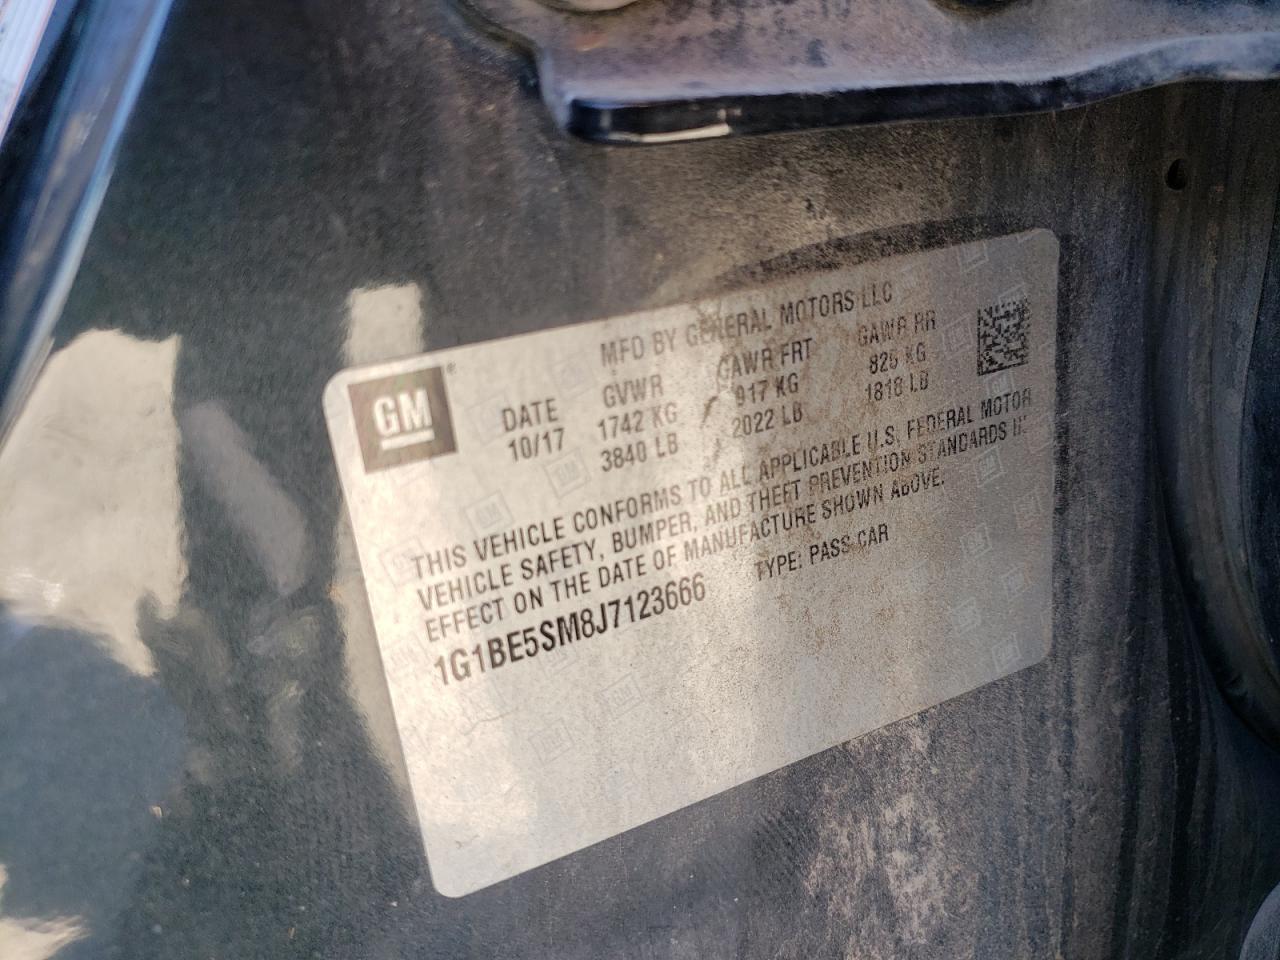 GM
MFD BY GENERAL MOTORS LLC
DATE GVWR GAWR FRT GAWR RR
10/17 1742 KG 917 KG 825 KG
3840 LB 2022 LB 1818 LB
THIS VEHICLE CONFORMS TO ALL APPLICABLE U.S. FEDERAL MOTOR
VEHICLE SAFETY, BUMPER, AND THEFT PREVENTION STANDARDS IN
EFFECT ON THE DATE OF MANUFACTURE SHOWN ABOVE.
1G1BE5SM8J7123666 TYPE: PASS CAR